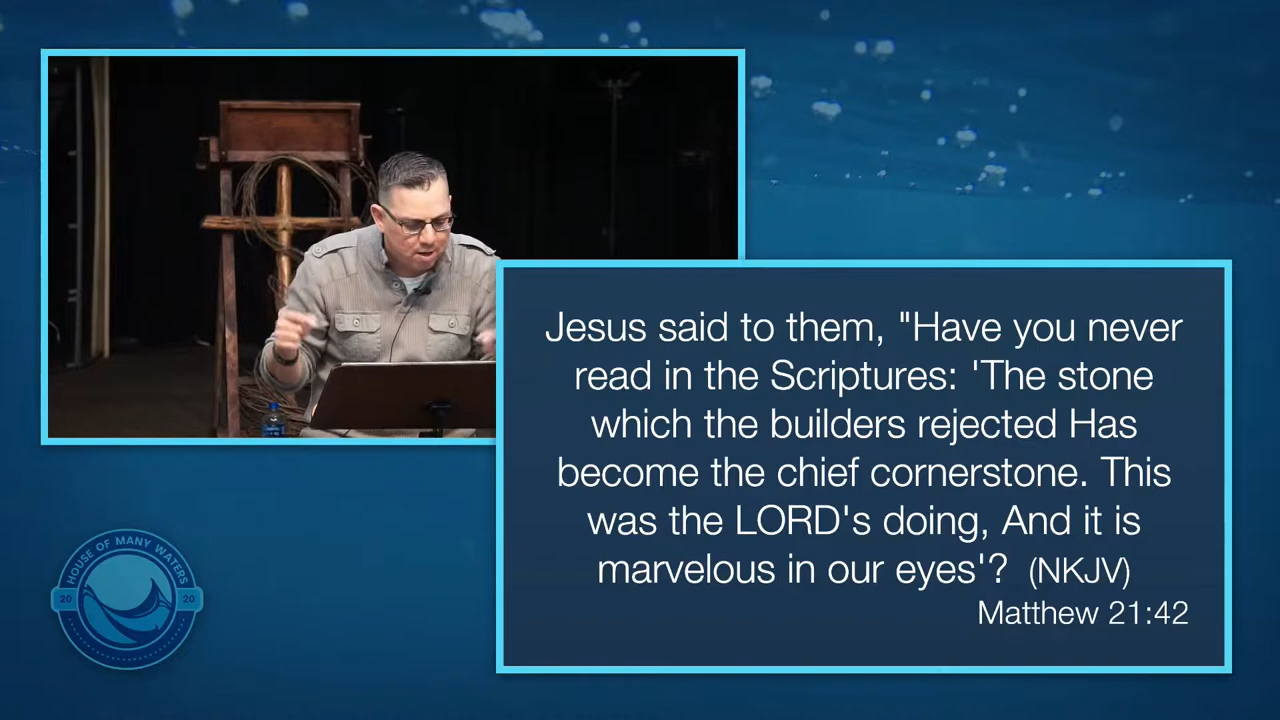 Jesus said to them, "Have you never
read in the Scriptures: 'The stone
which the builders rejected Has
become the chief cornerstone. This
was the LORD's doing, And it is
marvelous in our eyes'? (NKJV)
Matthew 21:42
HOUSE OF MANY WATERS
20 20